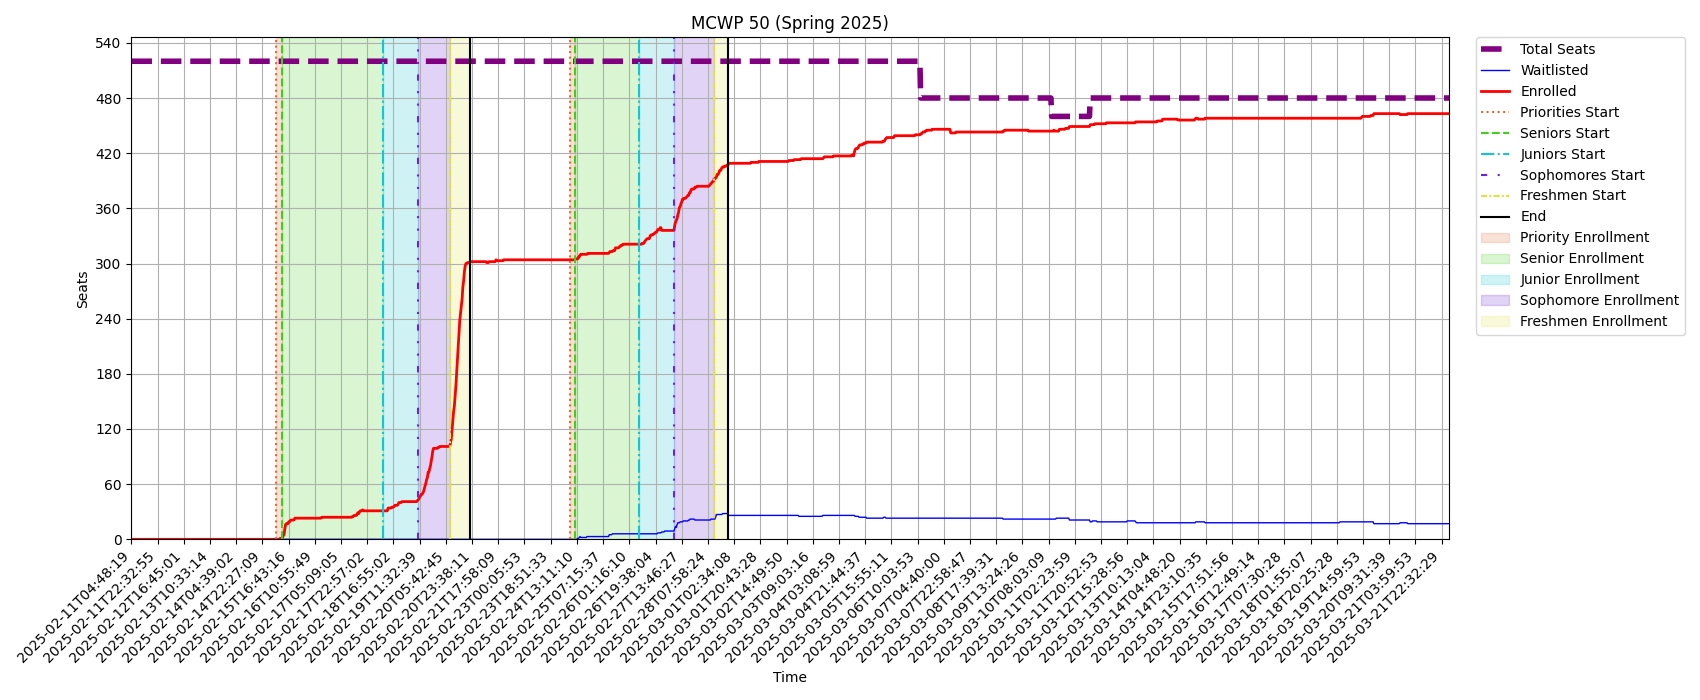 MCWP 50 (Spring 2025)
Seats
540
480
420
360
300
240
180
120
60
0
2025-02-11T04:48:19
2025-02-11T22:32:55
2025-02-12T16:45:01
2025-02-13T10:33:14
2025-02-14T04:39:02
2025-02-14T22:27:09
2025-02-15T16:43:16
2025-02-16T10:55:49
2025-02-17T05:09:05
2025-02-17T22:57:02
2025-02-18T16:55:02
2025-02-19T11:32:39
2025-02-20T05:42:45
2025-02-20T23:38:11
2025-02-21T17:58:09
2025-02-23T00:05:53
2025-02-23T18:51:33
2025-02-24T13:11:10
2025-02-25T07:15:37
2025-02-26T01:16:10
2025-02-26T19:38:04
2025-02-27T13:46:27
2025-02-28T07:58:24
2025-03-01T02:34:08
2025-03-01T20:43:28
2025-03-02T14:49:50
2025-03-03T09:03:16
2025-03-04T03:08:59
2025-03-04T21:44:37
2025-03-05T15:55:11
2025-03-06T10:03:53
2025-03-07T04:40:00
2025-03-07T22:58:47
2025-03-08T17:39:31
2025-03-09T13:24:26
2025-03-10T08:03:09
2025-03-11T02:23:59
2025-03-11T20:52:53
2025-03-12T15:28:56
2025-03-13T10:13:04
2025-03-14T04:48:20
2025-03-14T23:10:35
2025-03-15T17:51:56
2025-03-16T12:49:14
2025-03-17T07:30:28
2025-03-18T01:55:07
2025-03-18T20:25:28
2025-03-19T14:59:53
2025-03-20T09:31:39
2025-03-21T03:59:53
2025-03-21T22:32:29
Time
Total Seats
Waitlisted
Enrolled
Priorities Start
Seniors Start
Juniors Start
Sophomores Start
Freshmen Start
End
Priority Enrollment
Senior Enrollment
Junior Enrollment
Sophomore Enrollment
Freshmen Enrollment